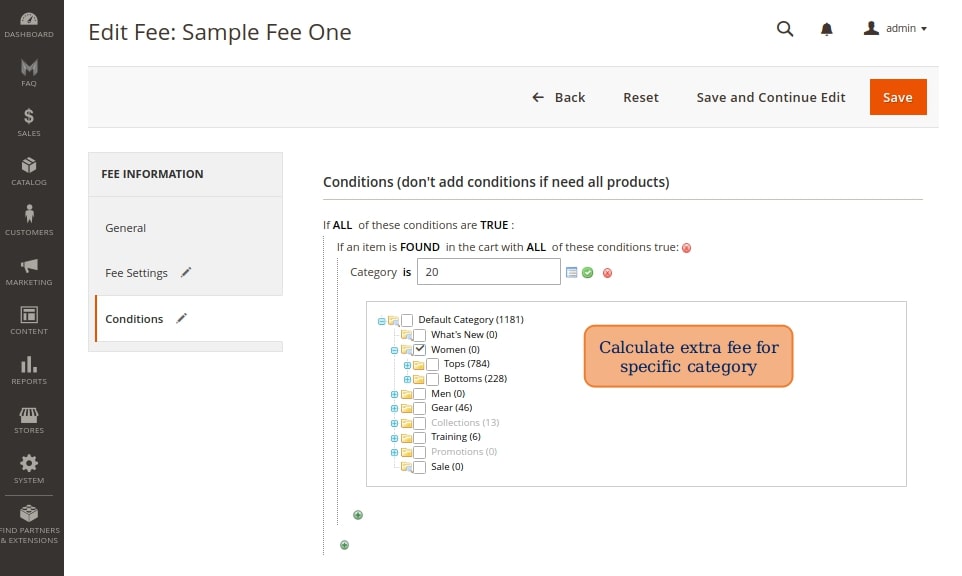 Edit Fee: Sample Fee One
admin
Back
Reset
Save and Continue Edit
Save
DASHBOARD
FAQ
SALES
CATALOG
CUSTOMERS
MARKETING
CONTENT
REPORTS
STORES
SYSTEM
FIND PARTNERS
& EXTENSIONS
FEE INFORMATION
General
Fee Settings
Conditions
Conditions (don't add conditions if need all products)
If ALL of these conditions are TRUE :
If an item is FOUND in the cart with ALL of these conditions true:
Category is 20
Default Category (1181)
What's New (0)
Women (0)
Tops (784)
Bottoms (228)
Men (0)
Gear (46)
Collections (13)
Training (6)
Promotions (0)
Sale (0)
Calculate extra fee for
specific category